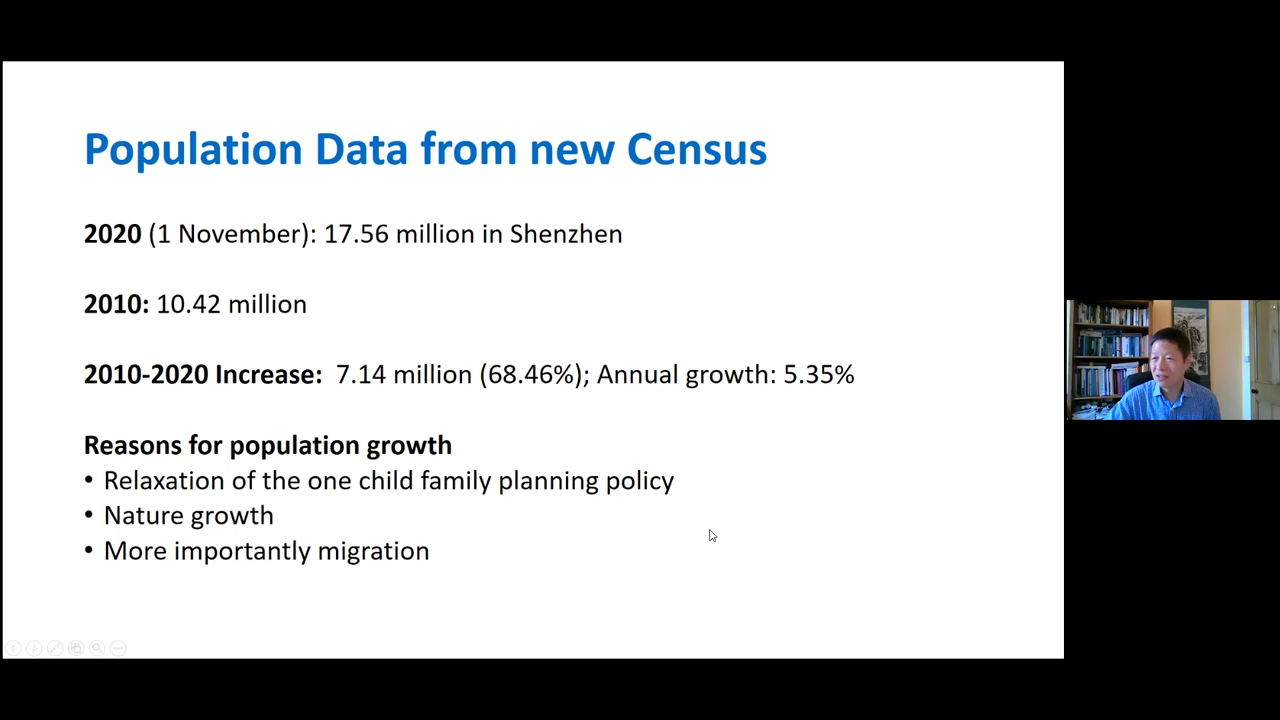 Population Data from new Census
2020 (1 November): 17.56 million in Shenzhen
2010: 10.42 million
2010-2020 Increase: 7.14 million (68.46%); Annual growth: 5.35%
Reasons for population growth
• Relaxation of the one child family planning policy
• Nature growth
• More importantly migration